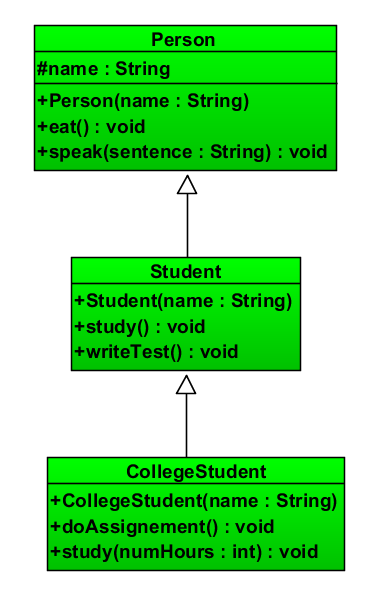 Person
#name : String
+Person(name : String)
+eat() : void
+speak(sentence : String) : void
Student
+Student(name : String)
+study() : void
+writeTest() : void
CollegeStudent
+CollegeStudent(name : String)
+doAssignement() : void
+study(numHours : int) : void